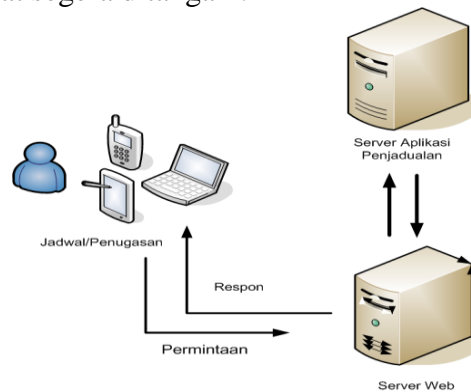 Server Aplikasi
Penjadualan
Jadwal/Penugasan
Respon
Permintaan
Server Web